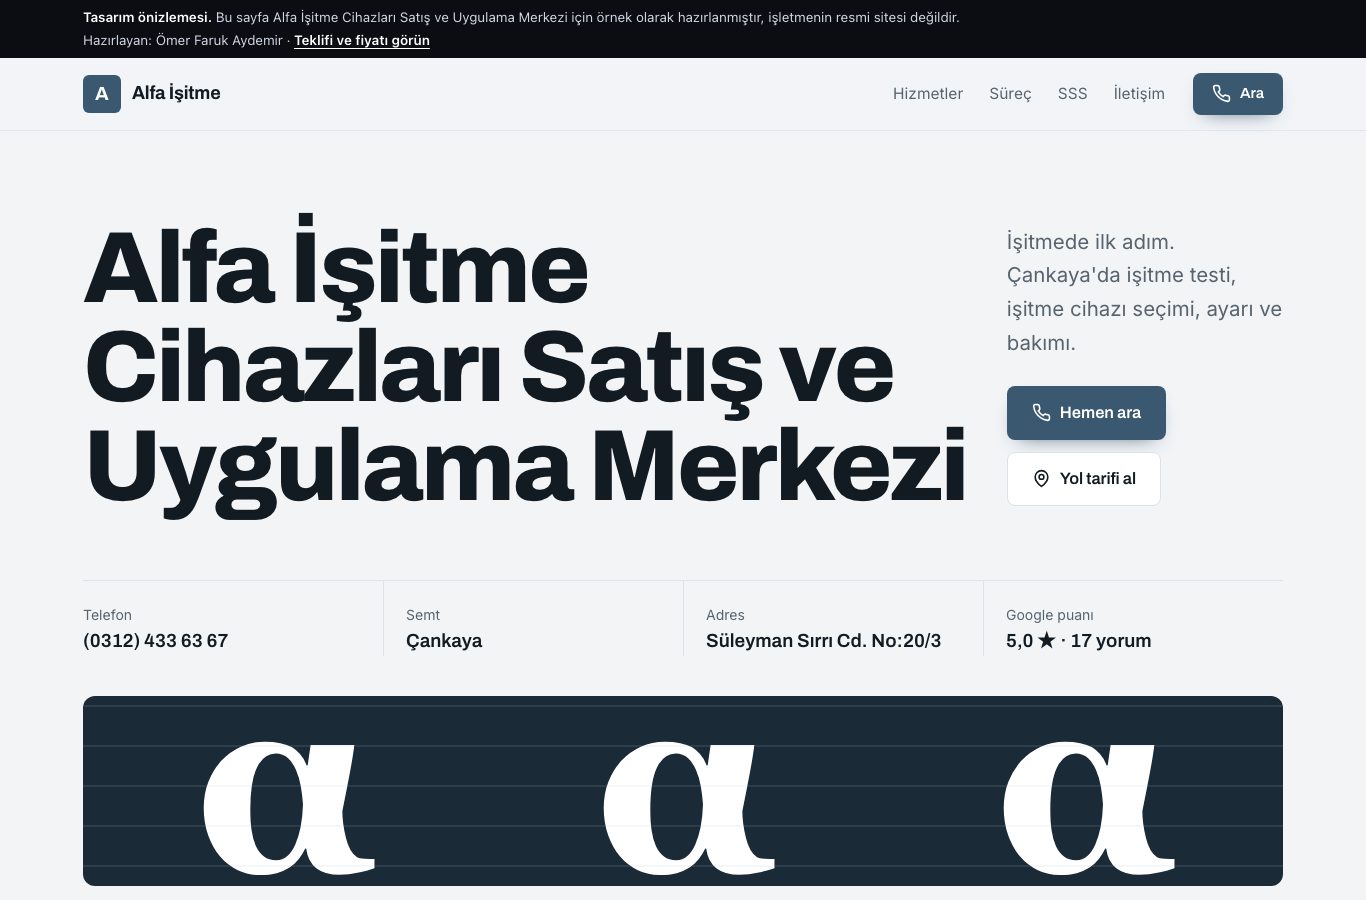 Tasarım önizlemesi. Bu sayfa Alfa İşitme Cihazları Satış ve Uygulama Merkezi için örnek olarak hazırlanmıştır, işletmenin resmi sitesi değildir.
Hazırlayan: Ömer Faruk Aydemir · Teklifi ve fiyatı görün
A Alfa İşitme
Hizmetler Süreç SSS İletişim Ara
Alfa İşitme
Cihazları Satış ve
Uygulama Merkezi
İşitmede ilk adım.
Çankaya'da işitme testi,
işitme cihazı seçimi, ayarı ve
bakımı.
Hemen ara
Yol tarifi al
Telefon
(0312) 433 63 67
Semt
Çankaya
Adres
Süleyman Sırrı Cd. No:20/3
Google puanı
5,0 ★ · 17 yorum
α α α